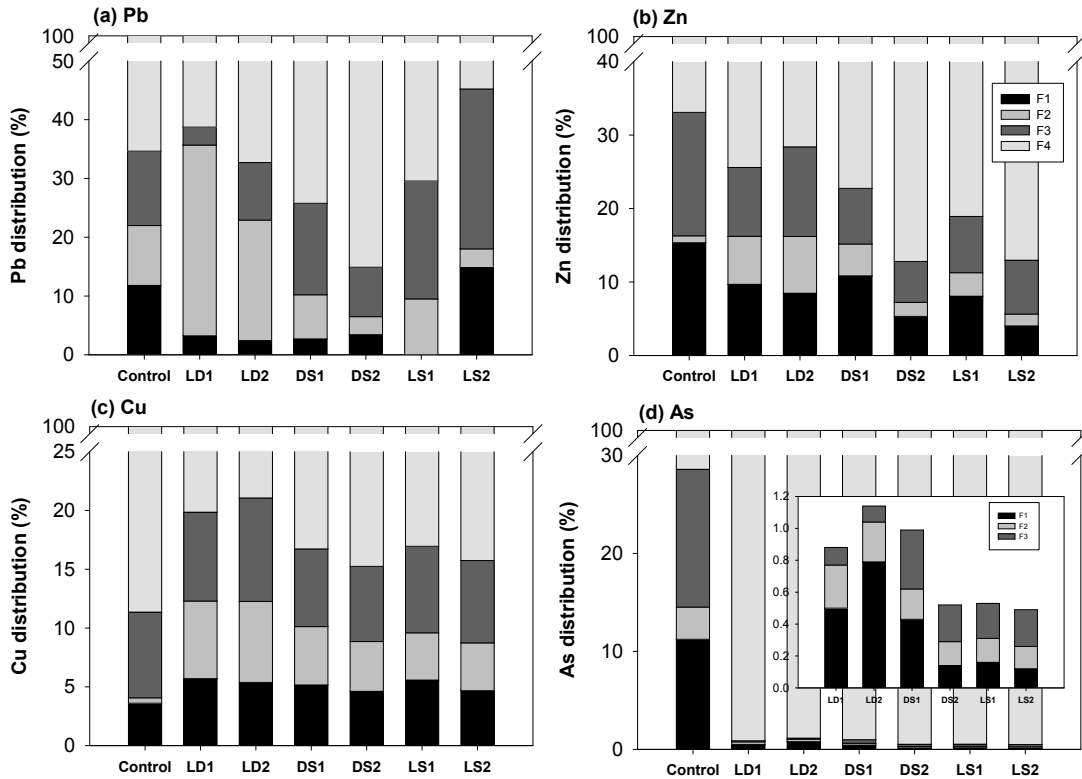 (a) Pb
100
50
40
30
20
10
0
Pb distribution (%)
Control LD1 LD2 DS1 DS2 LS1 LS2
(b) Zn
100
40
30
20
10
0
Zn distribution (%)
F1
F2
F3
F4
Control LD1 LD2 DS1 DS2 LS1 LS2
(c) Cu
100
25
20
15
10
5
0
Cu distribution (%)
Control LD1 LD2 DS1 DS2 LS1 LS2
(d) As
100
30
20
10
0
As distribution (%)
1.2
1.0
0.8
0.6
0.4
0.2
0.0
F1
F2
F3
LD1 LD2 DS1 DS2 LS1 LS2
Control LD1 LD2 DS1 DS2 LS1 LS2